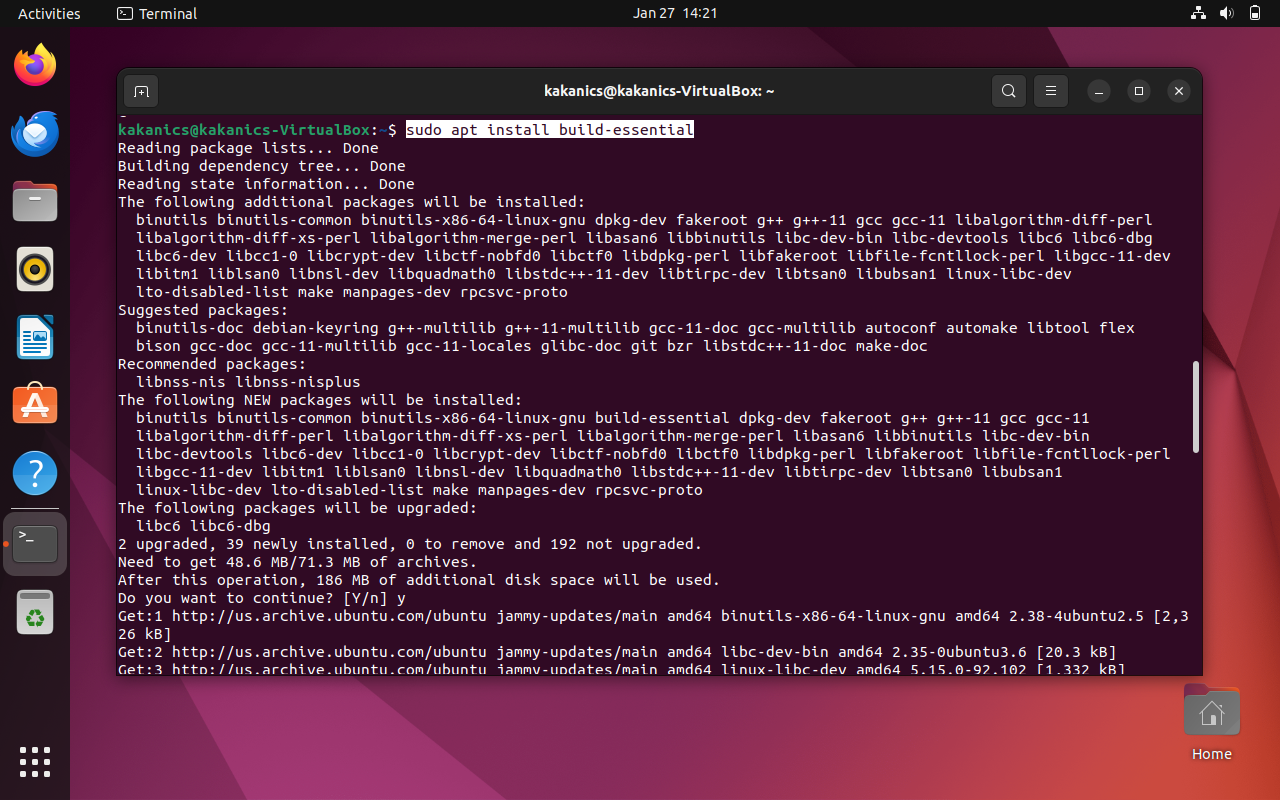 Activities
Terminal
Jan 27 14:21
kakanics@kakanics-VirtualBox: ~
kakanics@kakanics-VirtualBox:~$ sudo apt install build-essential
Reading package lists... Done
Building dependency tree... Done
Reading state information... Done
The following additional packages will be installed:
binutils binutils-common binutils-x86-64-linux-gnu dpkg-dev fakeroot g++ g++-11 gcc gcc-11 libalgorithm-diff-perl
libalgorithm-diff-xs-perl libalgorithm-merge-perl libasan6 libbinutils libc-dev-bin libc-devtools libc6 libc6-dbg
libc6-dev libcc1-0 libcrypt-dev libctf-nobfd0 libctf0 libdpkg-perl libfakeroot libfile-fcntllock-perl libgcc-11-dev
libitm1 liblsan0 libnsl-dev libquadmath0 libstdc++-11-dev libtirpc-dev libtsan0 libubsan1 linux-libc-dev
lto-disabled-list make manpages-dev rpcsvc-proto
Suggested packages:
binutils-doc debian-keyring g++-multilib g++-11-multilib gcc-11-doc gcc-multilib autoconf automake libtool flex
bison gcc-doc gcc-11-multilib gcc-11-locales glibc-doc git bzr libstdc++-11-doc make-doc
Recommended packages:
libnss-nis libnss-nisplus
The following NEW packages will be installed:
binutils binutils-common binutils-x86-64-linux-gnu build-essential dpkg-dev fakeroot g++ g++-11 gcc gcc-11
libalgorithm-diff-perl libalgorithm-diff-xs-perl libalgorithm-merge-perl libasan6 libbinutils libc-dev-bin
libc-devtools libc6-dev libcc1-0 libcrypt-dev libctf-nobfd0 libctf0 libdpkg-perl libfakeroot libfile-fcntllock-perl
libgcc-11-dev libitm1 liblsan0 libnsl-dev libquadmath0 libstdc++-11-dev libtirpc-dev libtsan0 libubsan1
linux-libc-dev lto-disabled-list make manpages-dev rpcsvc-proto
The following packages will be upgraded:
libc6 libc6-dbg
2 upgraded, 39 newly installed, 0 to remove and 192 not upgraded.
Need to get 48.6 MB/71.3 MB of archives.
After this operation, 186 MB of additional disk space will be used.
Do you want to continue? [Y/n] y
Get:1 http://us.archive.ubuntu.com/ubuntu jammy-updates/main amd64 binutils-x86-64-linux-gnu amd64 2.38-4ubuntu2.5 [2,3
26 kB]
Get:2 http://us.archive.ubuntu.com/ubuntu jammy-updates/main amd64 libc-dev-bin amd64 2.35-0ubuntu3.6 [20.3 kB]
Get:3 http://us.archive.ubuntu.com/ubuntu jammy-updates/main amd64 linux-libc-dev amd64 5.15.0-92.102 [1,332 kB]
Home